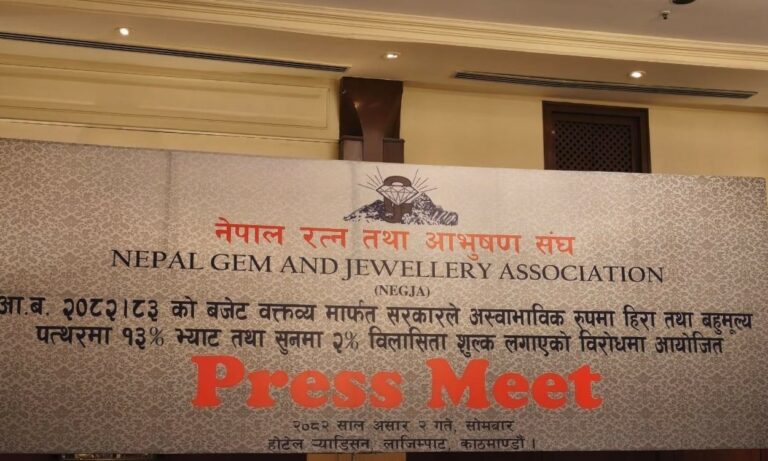 नेपाल रत्न तथा आभुषण संघ
NEPAL GEM AND JEWELLERY ASSOCIATION
(NEGJA)
आ.ब. २०८२।८३ को बजेट वक्तव्य मार्फत सरकारले अस्वाभाविक रुपमा हिरा तथा बहुमूल्य
पत्थरमा १३% भ्याट तथा सुनमा २% विलासिता शुल्क लगाएको विरोधमा आयोजित
Press Meet
२०८२ साल असार २ गते, सोमबार
होटेल र्‍याडिसन, लाजिम्पाट, काठमाण्डौं ।